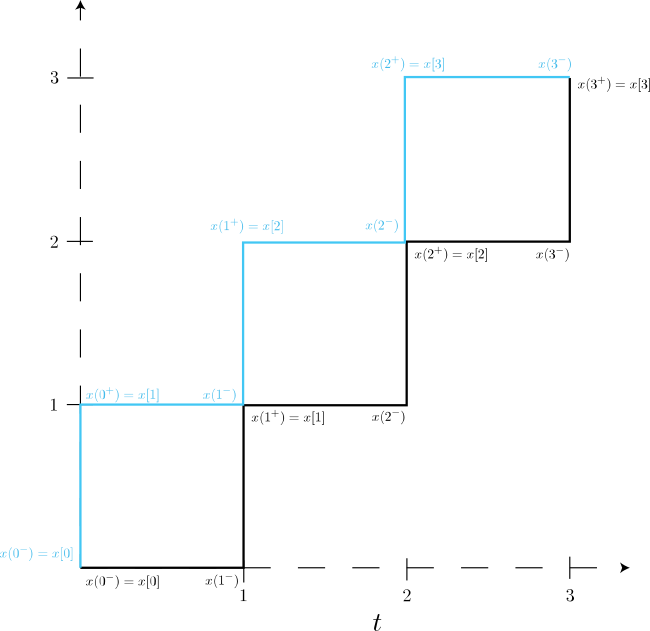 x(2⁺) = x[3] x(3⁻)
3
x(3⁺) = x[3]
x(1⁺) = x[2] x(2⁻)
2
x(2⁺) = x[2] x(3⁻)
x(0⁺) = x[1] x(1⁻)
1
x(1⁺) = x[1] x(2⁻)
x(0⁻) = x[0]
x(0⁻) = x[0] x(1⁻)
1 2 3
t